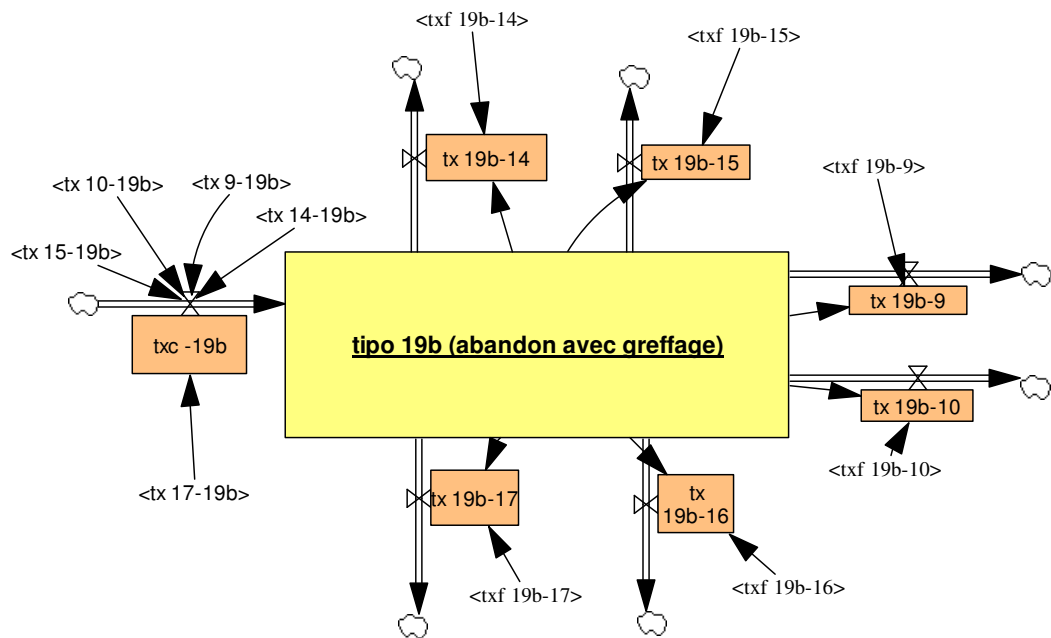 <txf 19b-14>
<txf 19b-15>
tx 19b-14
tx 19b-15
<txf 19b-9>
<tx 10-19b>
<tx 9-19b>
<tx 14-19b>
<tx 15-19b>
tx 19b-9
txc -19b
tipo 19b (abandon avec greffage)
tx 19b-10
<txf 19b-10>
<tx 17-19b>
tx 19b-17
tx
19b-16
<txf 19b-17>
<txf 19b-16>